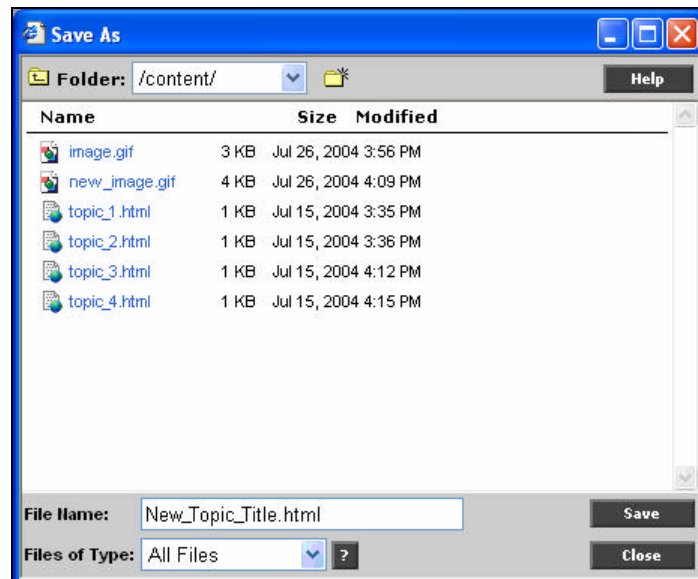 Save As
Folder: /content/ Help
Name Size Modified
image.gif 3 KB Jul 26, 2004 3:56 PM
new_image.gif 4 KB Jul 26, 2004 4:09 PM
topic_1.html 1 KB Jul 15, 2004 3:35 PM
topic_2.html 1 KB Jul 15, 2004 3:36 PM
topic_3.html 1 KB Jul 15, 2004 4:12 PM
topic_4.html 1 KB Jul 15, 2004 4:15 PM
File Name: New_Topic_Title.html Save
Files of Type: All Files ? Close